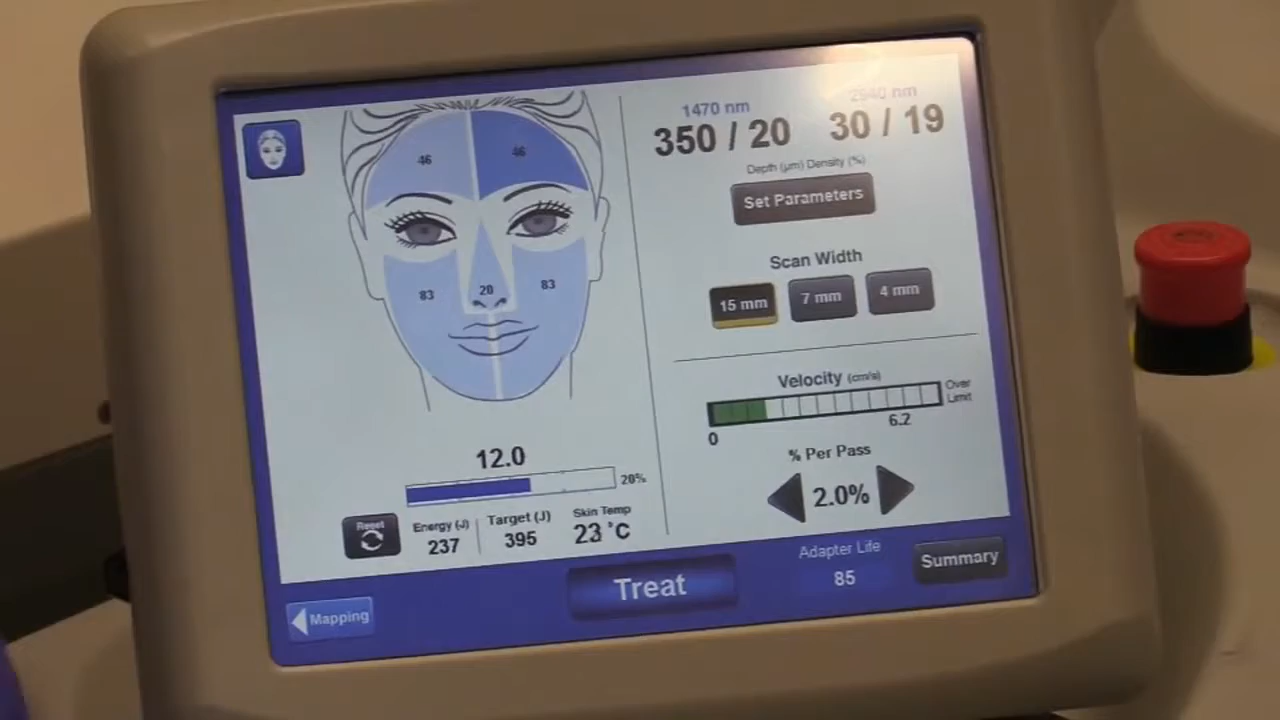 46
46
83
20
83
12.0
20%
Reset
Energy (J)
237
Target (J)
395
Skin Temp
23 °C
1470 nm
2940 nm
350 / 20
30 / 19
Depth (µm) Density (%)
Set Parameters
Scan Width
15 mm
7 mm
4 mm
Velocity (cm/s)
Over
Limit
0
6.2
% Per Pass
2.0%
Mapping
Treat
Adapter Life
85
Summary